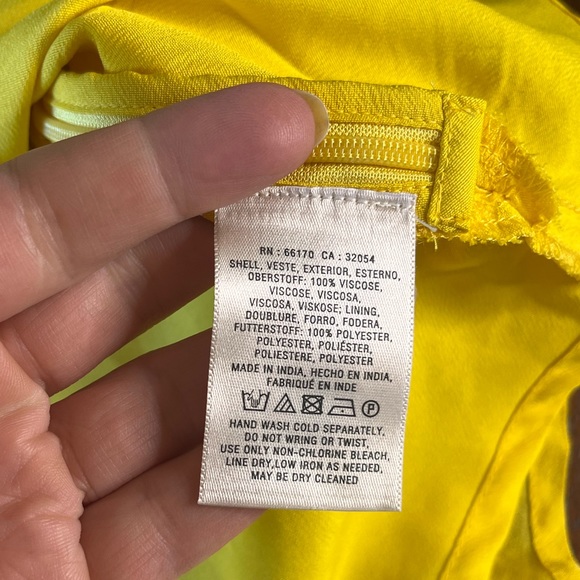 RN : 66170 CA : 32054
SHELL, VESTE, EXTERIOR, ESTERNO,
OBERSTOFF: 100% VISCOSE,
VISCOSE, VISCOSA,
VISCOSA, VISKOSE; LINING,
DOUBLURE, FORRO, FODERA,
FUTTERSTOFF: 100% POLYESTER,
POLYESTER, POLIÉSTER,
POLIESTERE, POLYESTER
MADE IN INDIA, HECHO EN INDIA,
FABRIQUÉ EN INDE
P
HAND WASH COLD SEPARATELY,
DO NOT WRING OR TWIST,
USE ONLY NON-CHLORINE BLEACH,
LINE DRY,LOW IRON AS NEEDED,
MAY BE DRY CLEANED